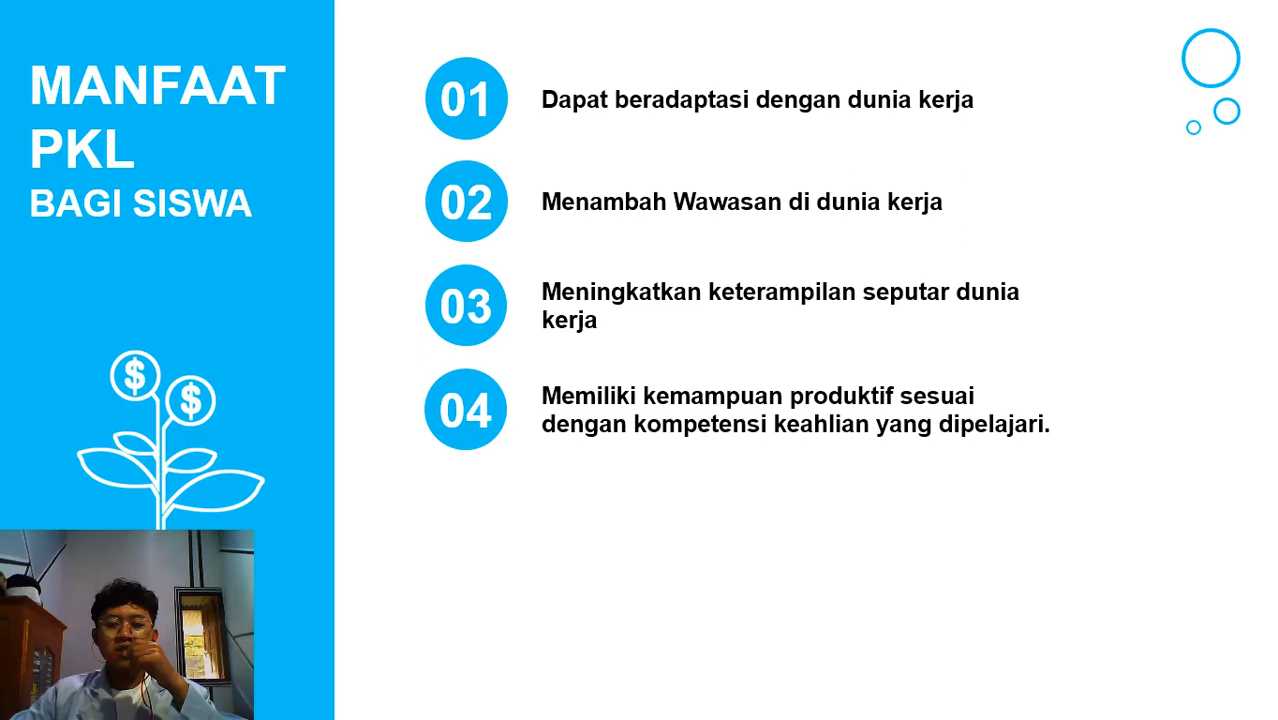 MANFAAT
PKL
BAGI SISWA
$
$
01
Dapat beradaptasi dengan dunia kerja
02
Menambah Wawasan di dunia kerja
03
Meningkatkan keterampilan seputar dunia
kerja
04
Memiliki kemampuan produktif sesuai
dengan kompetensi keahlian yang dipelajari.